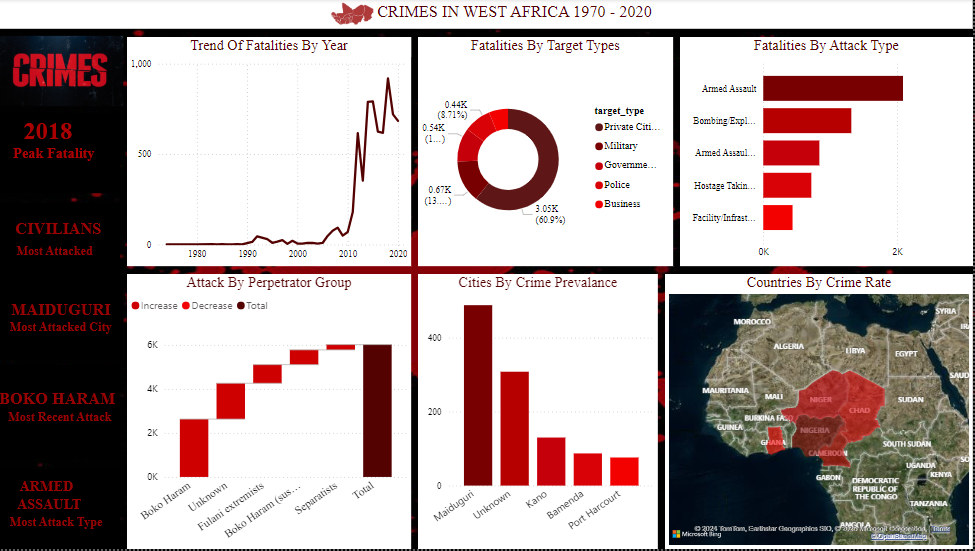 CRIMES IN WEST AFRICA 1970 - 2020
CRIMES
2018
Peak Fatality
CIVILIANS
Most Attacked
MAIDUGURI
Most Attacked City
BOKO HARAM
Most Recent Attack
ARMED
ASSAULT
Most Attack Type
Trend Of Fatalities By Year
1,000
500
0
1980 1990 2000 2010 2020
Fatalities By Target Types
0.44K
(8.71%)
0.54K
(1...)
0.67K
(13....)
3.05K
(60.9%)
target_type
Private Citi...
Military
Governme...
Police
Business
Fatalities By Attack Type
Armed Assault
Bombing/Expl...
Armed Assaul...
Hostage Takin...
Facility/Infrast...
0K 2K
Attack By Perpetrator Group
Increase Decrease Total
6K
4K
2K
0K
Boko Haram
Unknown
Fulani extremists
Boko Haram (sus...
Separatists
Total
Cities By Crime Prevalance
400
200
0
Maiduguri
Unknown
Kano
Bamenda
Port Harcourt
Countries By Crime Rate
SYRIA
MOROCCO
ALGERIA
LIBYA
EGYPT
MAURITANIA
MALI
NIGER
CHAD
SUDAN
BURKINA FASO
GUINEA
GHANA
NIGERIA
SOUTH SUDAN
CAMEROON
UGANDA
KENYA
GABON
DEMOCRATIC
REPUBLIC OF
THE CONGO
TANZANIA
ANGOLA
© 2024 TomTom, Earthstar Geographics SIO, © 2024 Microsoft Corporation, Terms
Microsoft Bing
© OpenStreetMap